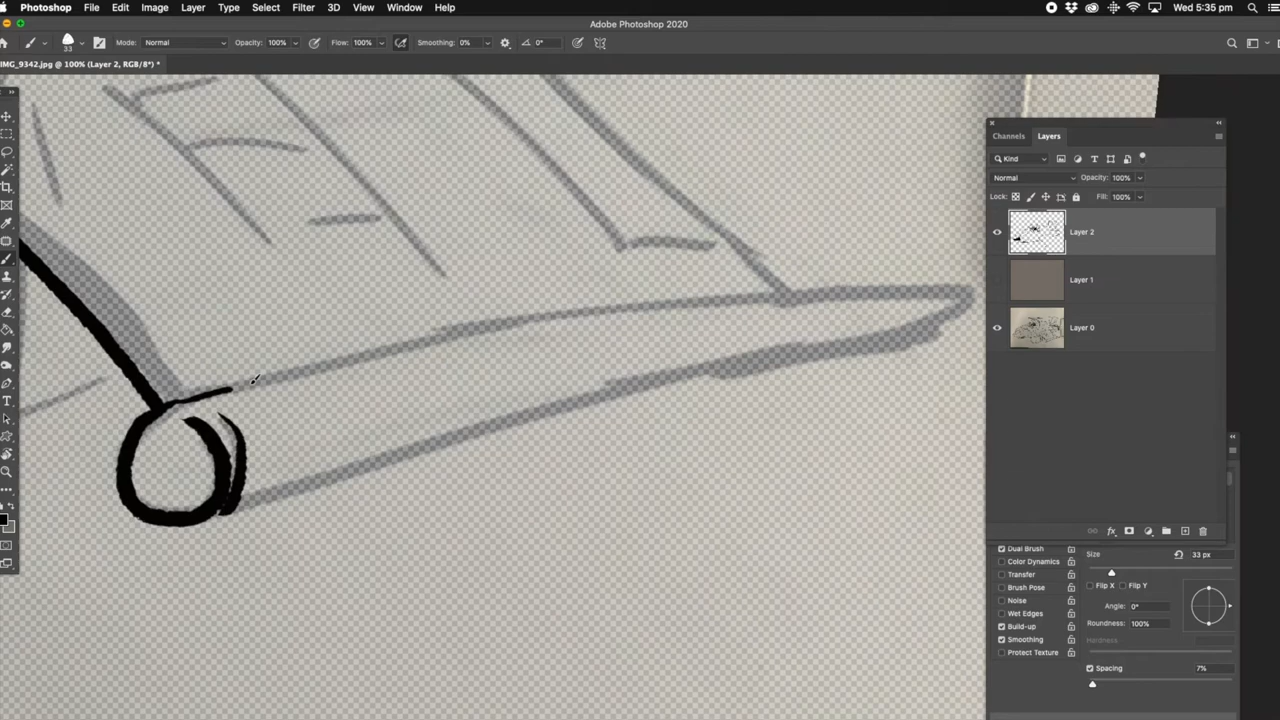 Photoshop File Edit Image Layer Type Select Filter 3D View Window Help Wed 5:35 pm
Adobe Photoshop 2020
33 Mode: Normal Opacity: 100% Flow: 100% Smoothing: 0% 0°
IMG_9342.jpg @ 100% (Layer 2, RGB/8*) *
Channels Layers
Kind
Normal Opacity: 100%
Lock: Fill: 100%
Layer 2
Layer 1
Layer 0
Dual Brush
Color Dynamics
Transfer
Brush Pose
Noise
Wet Edges
Build-up
Smoothing
Protect Texture
Size 33 px
Flip X Flip Y
Angle: 0°
Roundness: 100%
Hardness
Spacing 7%